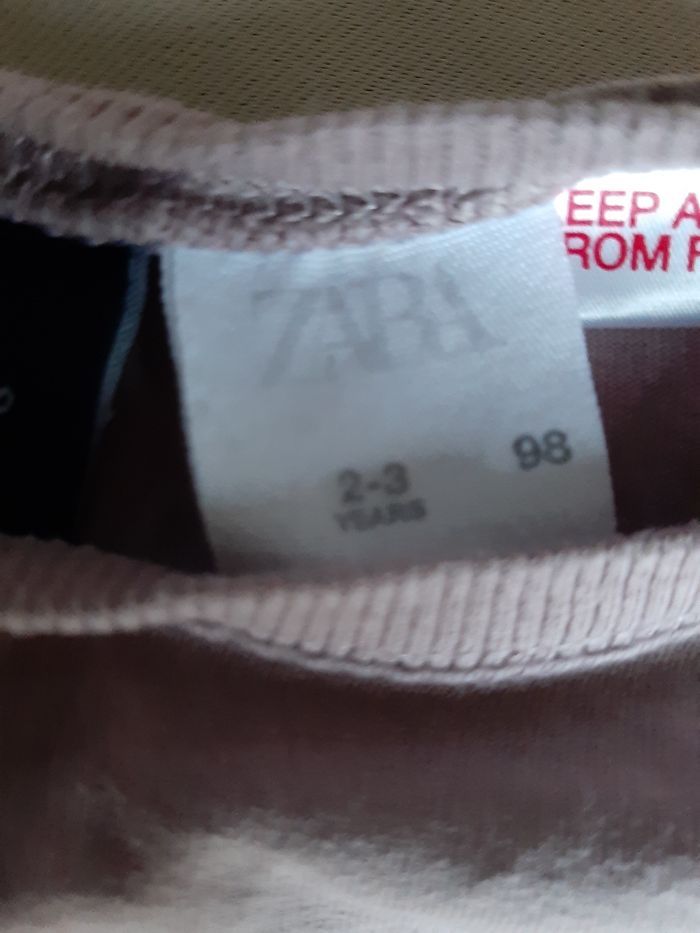 ZARA
98
2-3
YEARS
EEP A
ROM F